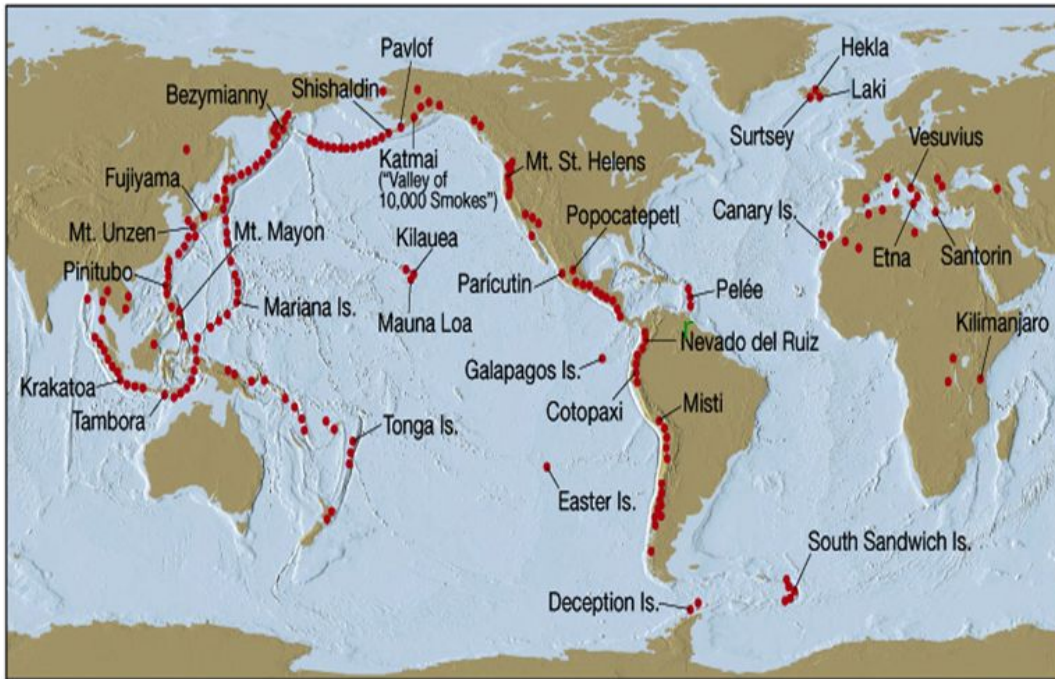 Pavlof
Hekla
Shishaldin
Bezymianny
Laki
Surtsey
Vesuvius
Katmai
("Valley of
10,000 Smokes")
Mt. St. Helens
Fujiyama
Popocatepetl
Canary Is.
Mt. Unzen
Mt. Mayon
Kilauea
Etna
Santorin
Pinitubo
Parícutin
Pelée
Mariana Is.
Mauna Loa
Nevado del Ruiz
Kilimanjaro
Galapagos Is.
Krakatoa
Cotopaxi
Misti
Tambora
Tonga Is.
Easter Is.
South Sandwich Is.
Deception Is.